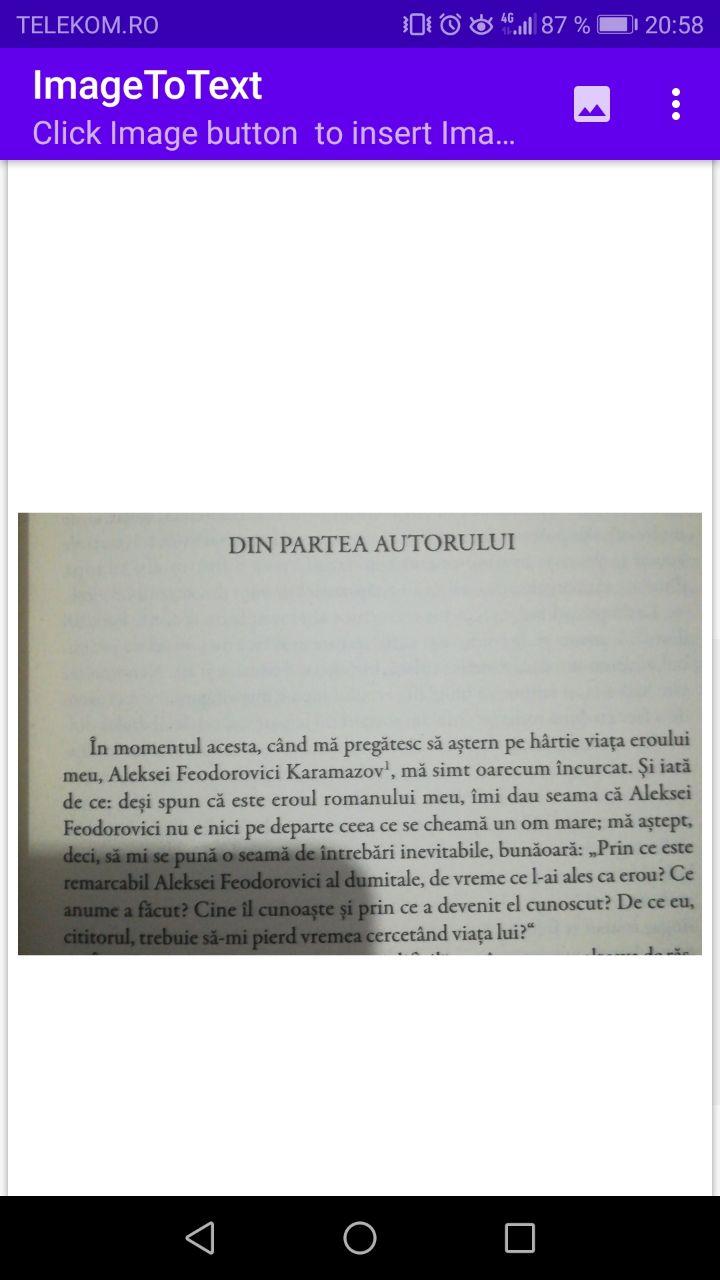 TELEKOM.RO 4G 87 % 20:58
ImageToText
Click Image button to insert Ima...
DIN PARTEA AUTORULUI
În momentul acesta, când mă pregătesc să aștern pe hârtie viața eroului
meu, Aleksei Feodorovici Karamazov¹, mă simt oarecum încurcat. Și iată
de ce: deși spun că este eroul romanului meu, îmi dau seama că Aleksei
Feodorovici nu e nici pe departe ceea ce se cheamă un om mare; mă aștept,
deci, să mi se pună o seamă de întrebări inevitabile, bunăoară: „Prin ce este
remarcabil Aleksei Feodorovici al dumitale, de vreme ce l-ai ales ca erou? Ce
anume a făcut? Cine îl cunoaște și prin ce a devenit el cunoscut? De ce eu,
cititorul, trebuie să-mi pierd vremea cercetând viața lui?“